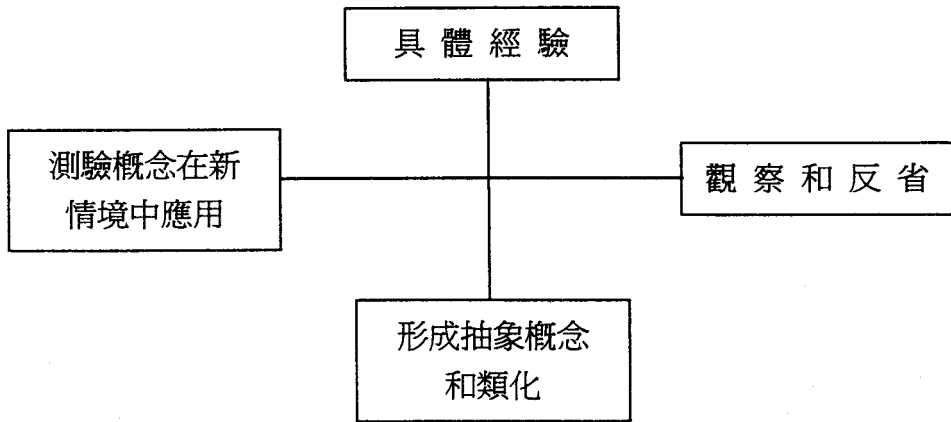 具體經驗
測驗概念在新
情境中應用
觀察和反省
形成抽象概念
和類化